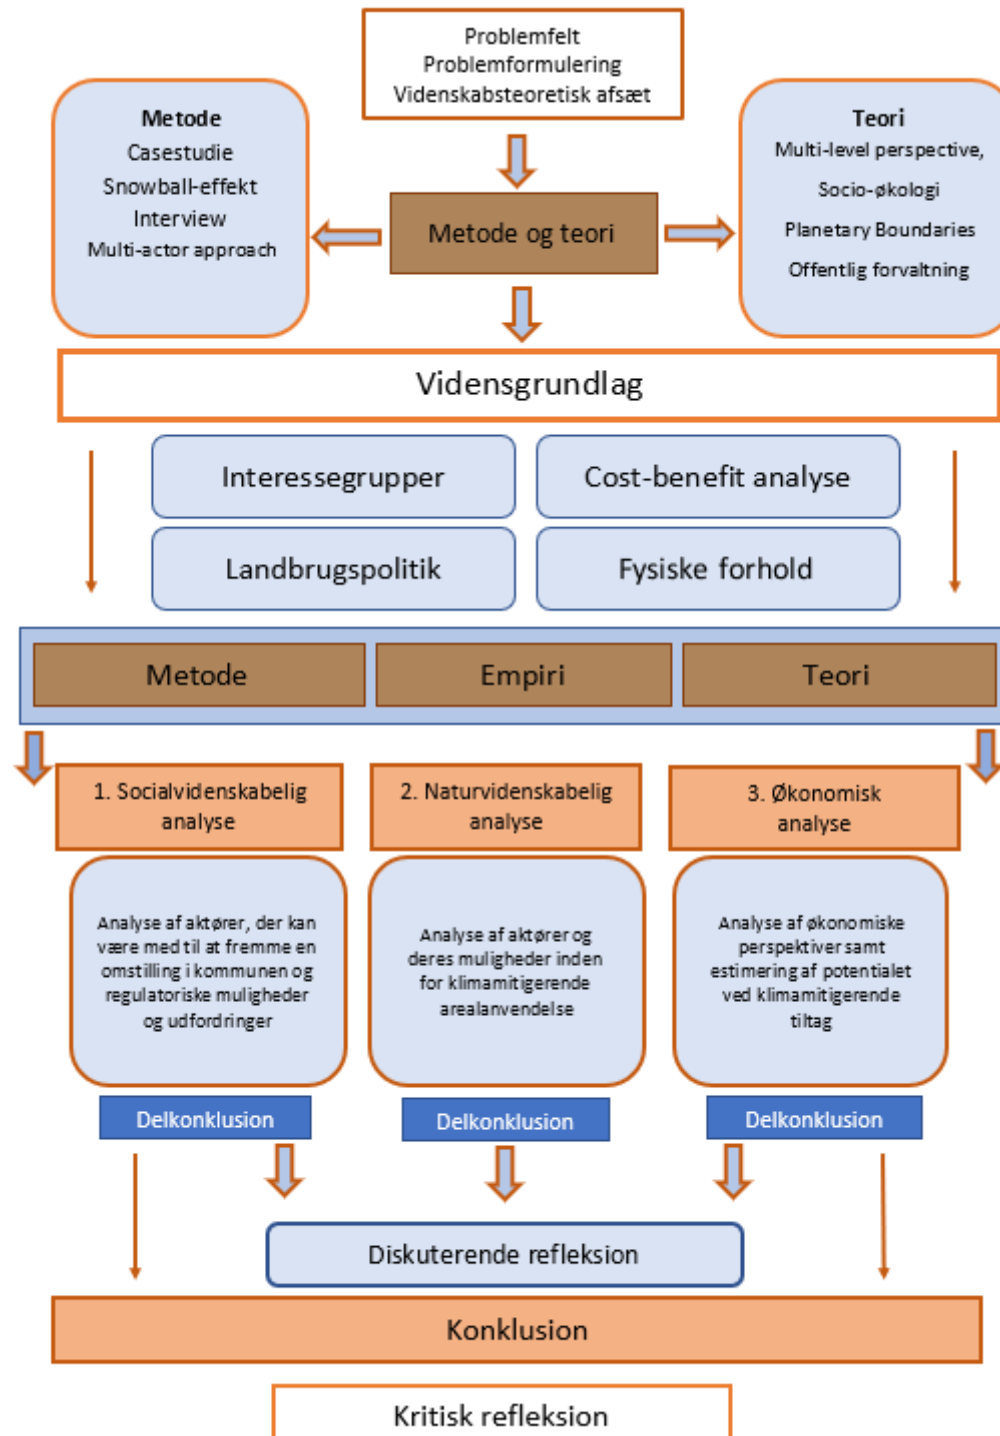 Problemfelt
Problemformulering
Videnskabsteoretisk afsæt
Metode
Casestudie
Snowball-effekt
Interview
Multi-actor approach
Metode og teori
Teori
Multi-level perspective,
Socio-økologi
Planetary Boundaries
Offentlig forvaltning
Vidensgrundlag
Interessegrupper
Cost-benefit analyse
Landbrugspolitik
Fysiske forhold
Metode
Empiri
Teori
1. Socialvidenskabelig
analyse
2. Naturvidenskabelig
analyse
3. Økonomisk
analyse
Analyse af aktører, der kan
være med til at fremme en
omstilling i kommunen og
regulatoriske muligheder
og udfordringer
Analyse af aktører og
deres muligheder inden
for klimamitigerende
arealanvendelse
Analyse af økonomiske
perspektiver samt
estimering af potentialet
ved klimamitigerende
tiltag
Delkonklusion
Delkonklusion
Delkonklusion
Diskuterende refleksion
Konklusion
Kritisk refleksion